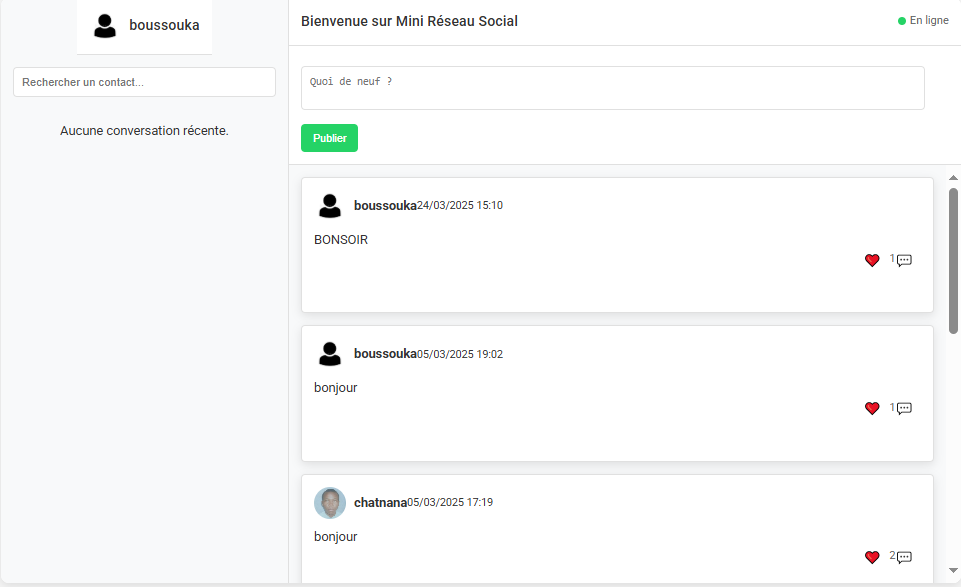 boussouka
Rechercher un contact...
Aucune conversation récente.
Bienvenue sur Mini Réseau Social
En ligne
Quoi de neuf ?
Publier
boussouka24/03/2025 15:10
BONSOIR
1
boussouka05/03/2025 19:02
bonjour
1
chatnana05/03/2025 17:19
bonjour
2